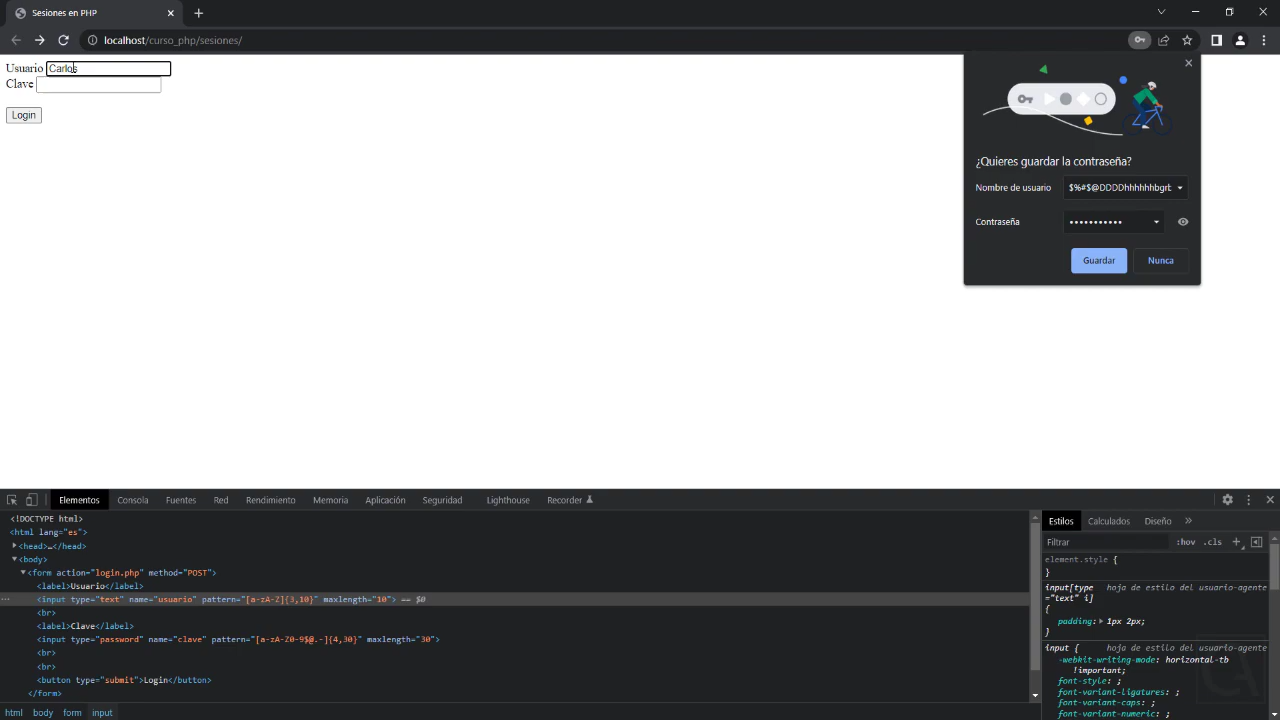 Sesiones en PHP
localhost/curso_php/sesiones/
Usuario Carlos
Clave
Login
¿Quieres guardar la contraseña?
Nombre de usuario $%#$@DDDDhhhhhhbgrt
Contraseña •••••••••••
Guardar Nunca
Elementos Consola Fuentes Red Rendimiento Memoria Aplicación Seguridad Lighthouse Recorder
<!DOCTYPE html>
<html lang="es">
<head>…</head>
<body>
<form action="login.php" method="POST">
<label>Usuario</label>
<input type="text" name="usuario" pattern="[a-zA-Z]{3,10}" maxlength="10"> == $0
<br>
<label>Clave</label>
<input type="password" name="clave" pattern="[a-zA-Z0-9$@.-]{4,30}" maxlength="30">
<br>
<br>
<button type="submit">Login</button>
</form>
html body form input
Estilos Calculados Diseño »
Filtrar :hov .cls +
element.style {
}
input[type="text" i] hoja de estilo del usuario-agente
{
padding: 1px 2px;
}
input { hoja de estilo del usuario-agente
-webkit-writing-mode: horizontal-tb
!important;
font-style: ;
font-variant-ligatures: ;
font-variant-caps: ;
font-variant-numeric: ;